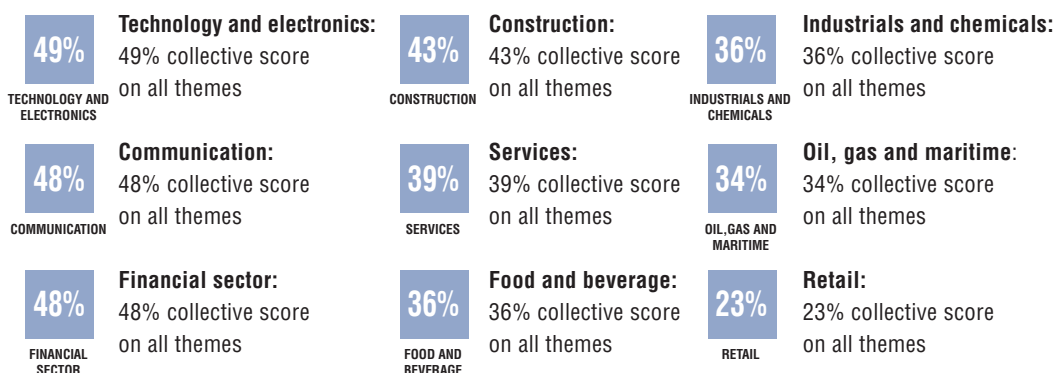 49%
TECHNOLOGY AND
ELECTRONICS
Technology and electronics:
49% collective score
on all themes
48%
COMMUNICATION
Communication:
48% collective score
on all themes
48%
FINANCIAL
SECTOR
Financial sector:
48% collective score
on all themes
43%
CONSTRUCTION
Construction:
43% collective score
on all themes
39%
SERVICES
Services:
39% collective score
on all themes
36%
FOOD AND
BEVERAGE
Food and beverage:
36% collective score
on all themes
36%
INDUSTRIALS AND
CHEMICALS
Industrials and chemicals:
36% collective score
on all themes
34%
OIL,GAS AND
MARITIME
Oil, gas and maritime:
34% collective score
on all themes
23%
RETAIL
Retail:
23% collective score
on all themes